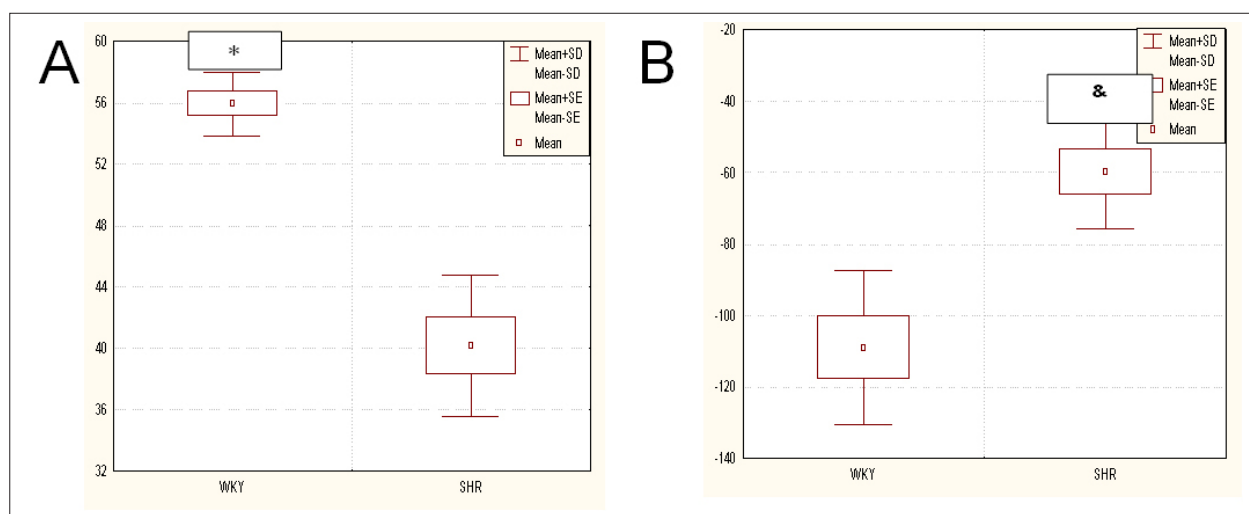 A
60
56
52
48
44
40
36
32
*
Mean+SD
Mean-SD
Mean+SE
Mean-SE
Mean
WKY
SHR
B
-20
-40
-60
-80
-100
-120
-140
&
Mean+SD
Mean-SD
Mean+SE
Mean-SE
Mean
WKY
SHR